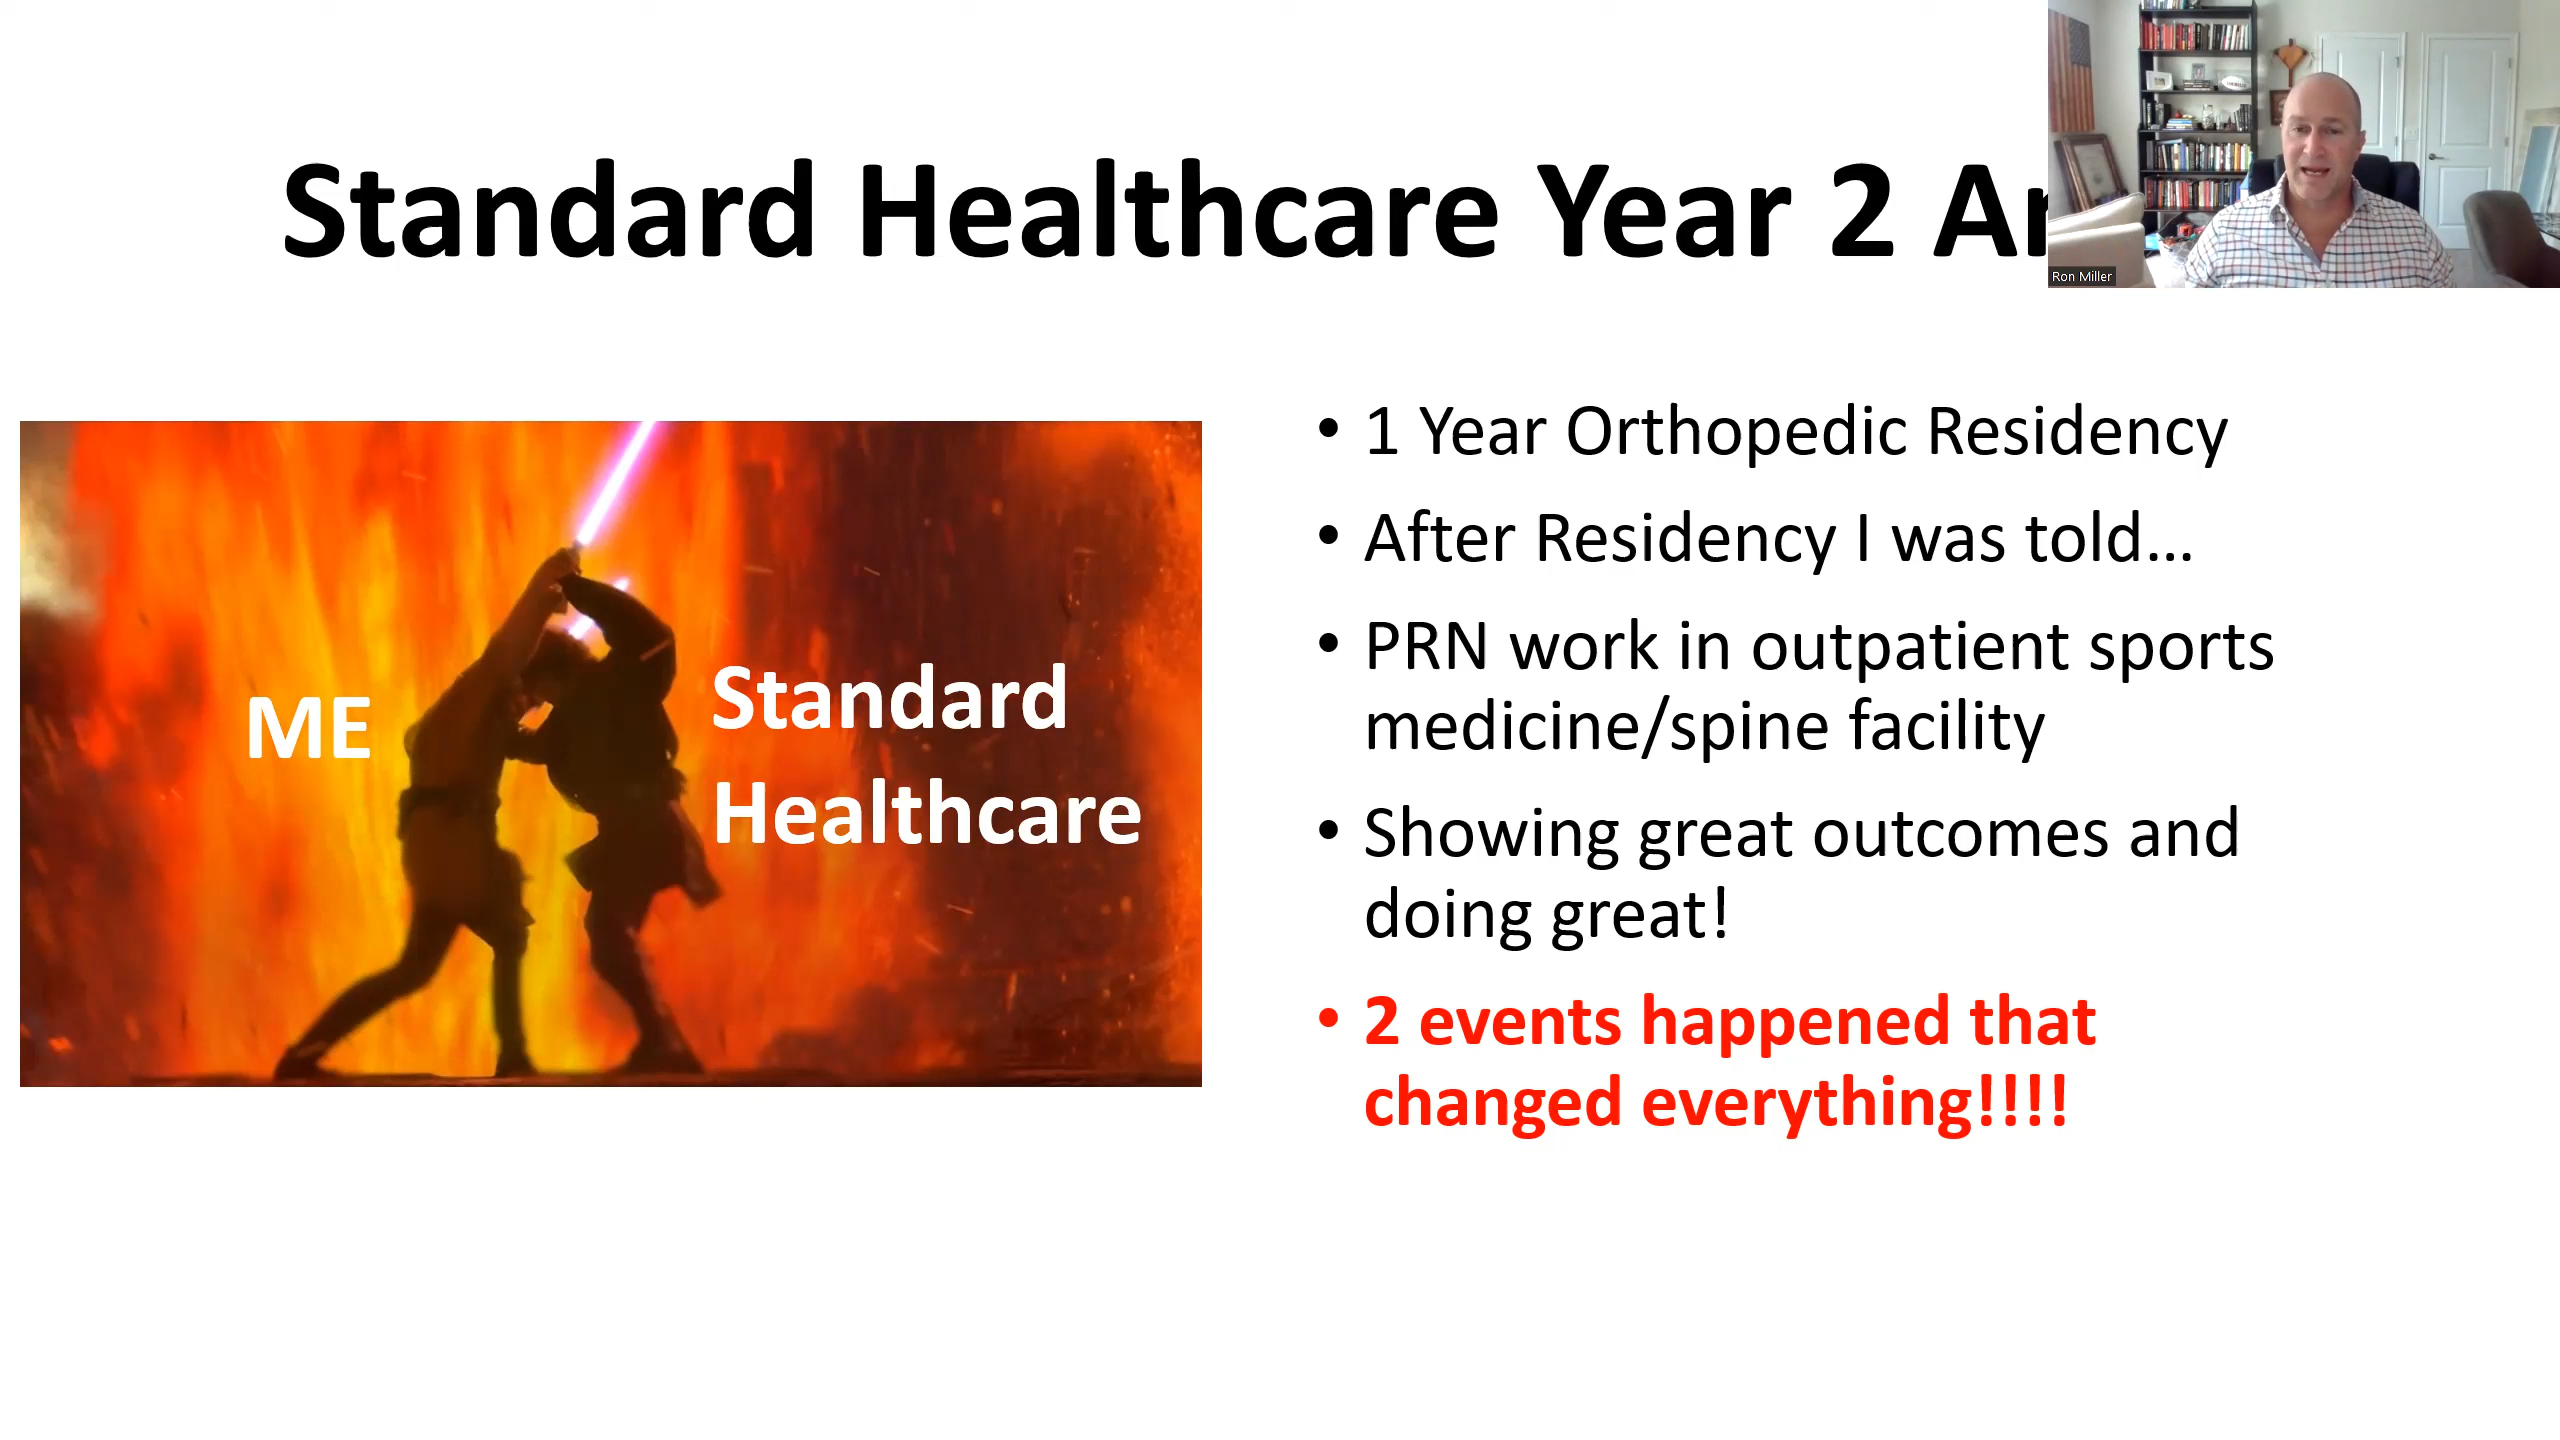 Standard Healthcare Year 2
Ron Miller
ME
Standard
Healthcare
• 1 Year Orthopedic Residency
• After Residency I was told...
• PRN work in outpatient sports
medicine/spine facility
• Showing great outcomes and
doing great!
• 2 events happened that
changed everything!!!!